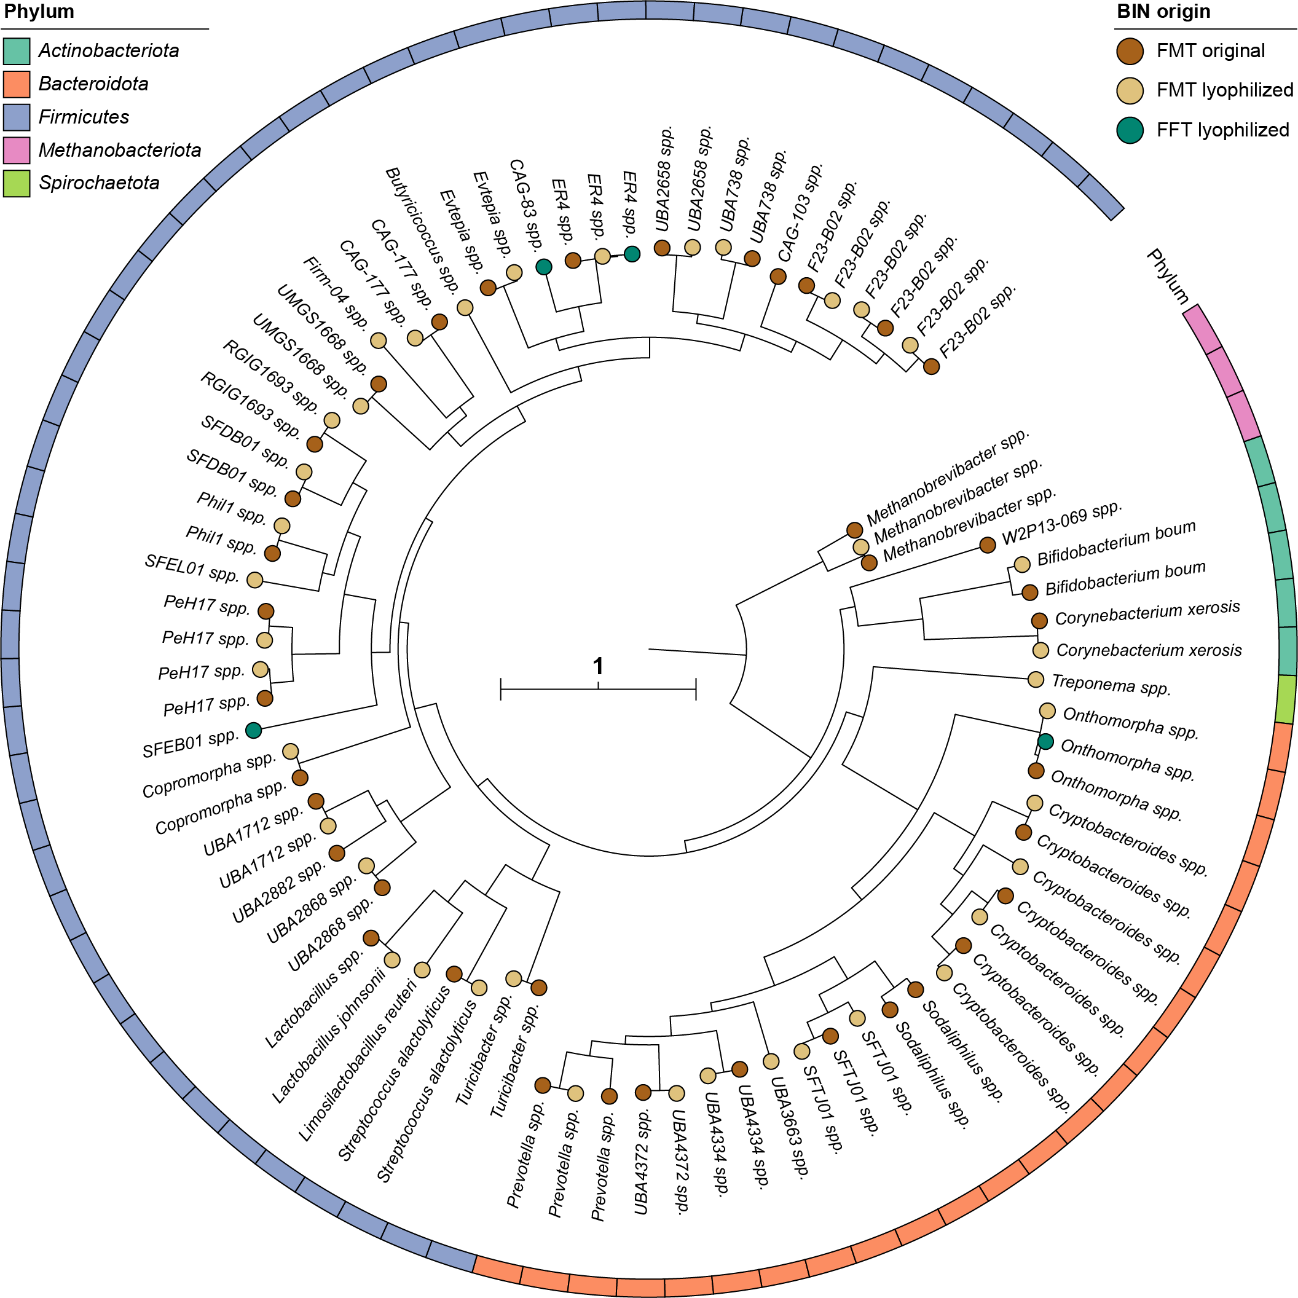 Phylum
Actinobacteriota
Bacteroidota
Firmicutes
Methanobacteriota
Spirochaetota
BIN origin
FMT original
FMT lyophilized
FFT lyophilized
Phylum
Methanobrevibacter spp.
Methanobrevibacter spp.
Methanobrevibacter spp.
W2P13-069 spp.
Bifidobacterium boum
Bifidobacterium boum
Corynebacterium xerosis
Corynebacterium xerosis
Treponema spp.
Onthomorpha spp.
Onthomorpha spp.
Onthomorpha spp.
Cryptobacteroides spp.
Cryptobacteroides spp.
Cryptobacteroides spp.
Cryptobacteroides spp.
Cryptobacteroides spp.
Cryptobacteroides spp.
Cryptobacteroides spp.
Sodaliphilus spp.
Sodaliphilus spp.
SFTJ01 spp.
SFTJ01 spp.
SFTJ01 spp.
UBA3663 spp.
UBA4334 spp.
UBA4334 spp.
UBA4372 spp.
UBA4372 spp.
Prevotella spp.
Prevotella spp.
Prevotella spp.
Turicibacter spp.
Turicibacter spp.
Streptococcus alactolyticus
Streptococcus alactolyticus
Limosilactobacillus reuteri
Lactobacillus johnsonii
Lactobacillus spp.
UBA2868 spp.
UBA2868 spp.
UBA2882 spp.
UBA1712 spp.
UBA1712 spp.
Copromorpha spp.
Copromorpha spp.
SFEB01 spp.
PeH17 spp.
PeH17 spp.
PeH17 spp.
PeH17 spp.
SFEL01 spp.
Phil1 spp.
Phil1 spp.
SFDB01 spp.
SFDB01 spp.
RGIG1693 spp.
RGIG1693 spp.
UMGS1668 spp.
UMGS1668 spp.
Firm-04 spp.
CAG-177 spp.
CAG-177 spp.
Butyricicoccus spp.
Evtepia spp.
Evtepia spp.
CAG-83 spp.
ER4 spp.
ER4 spp.
ER4 spp.
UBA2658 spp.
UBA2658 spp.
UBA738 spp.
UBA738 spp.
CAG-103 spp.
F23-B02 spp.
F23-B02 spp.
F23-B02 spp.
F23-B02 spp.
F23-B02 spp.
F23-B02 spp.
1